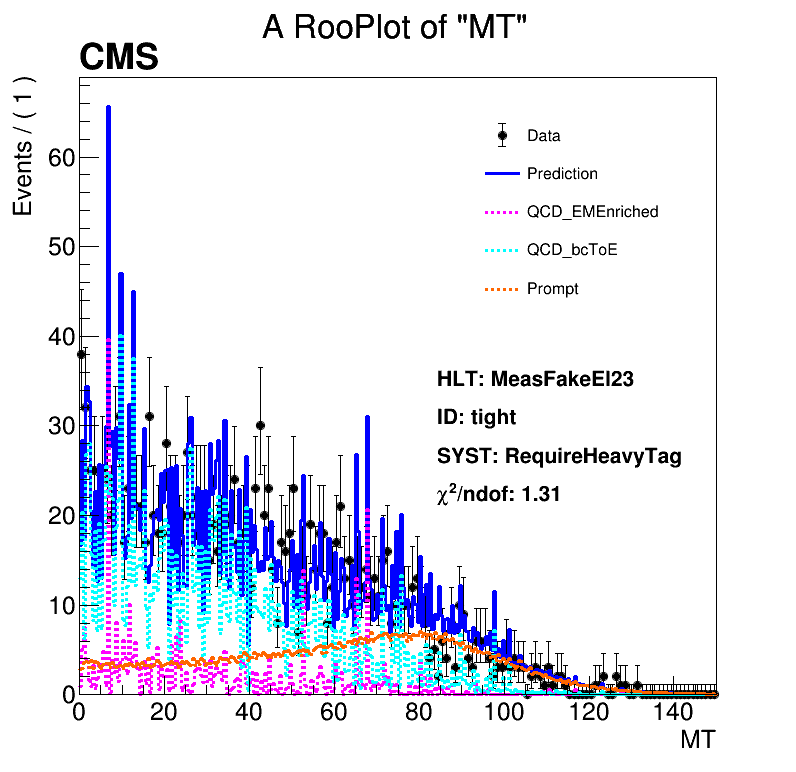 A RooPlot of "MT"
CMS
Events / ( 1 )
60
50
40
30
20
10
0
Data
Prediction
QCD_EMEnriched
QCD_bcToE
Prompt
HLT: MeasFakeEl23
ID: tight
SYST: RequireHeavyTag
χ²/ndof: 1.31
0 20 40 60 80 100 120 140
MT